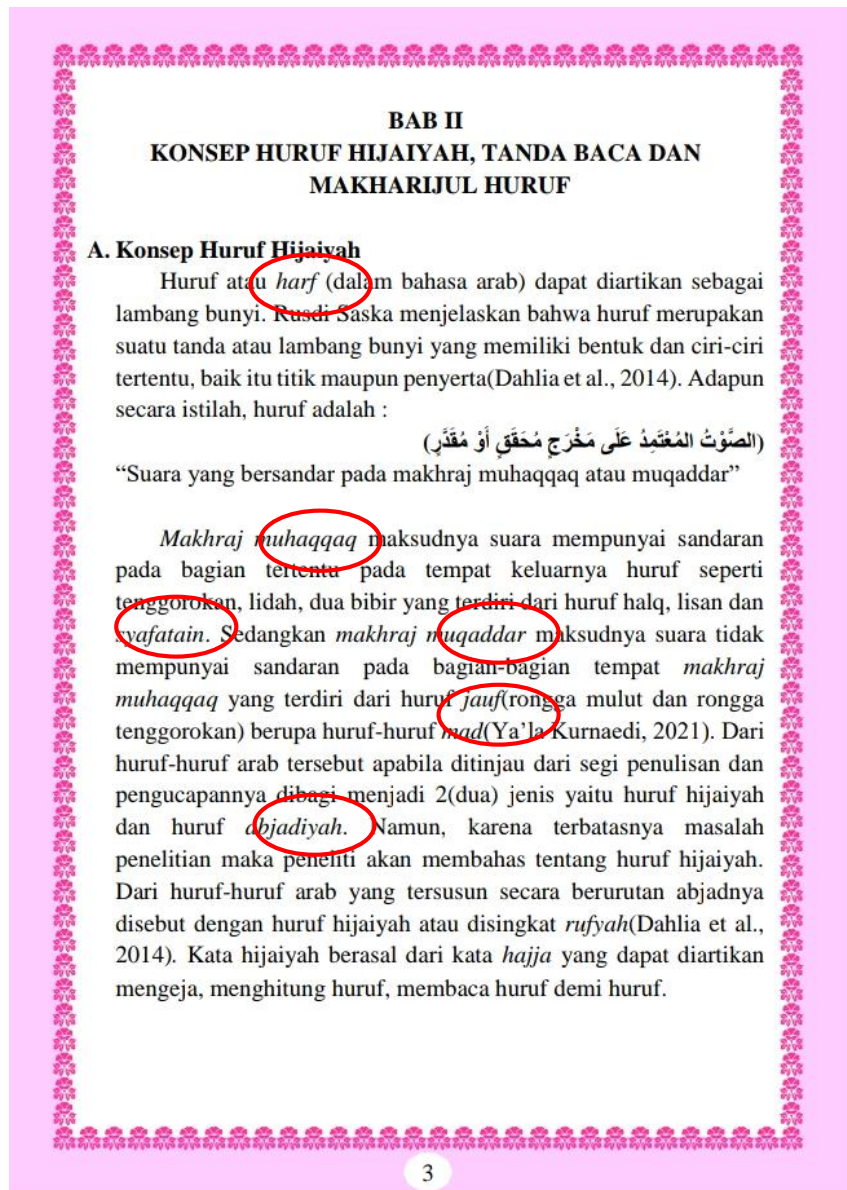 BAB II
KONSEP HURUF HIJAIYAH, TANDA BACA DAN
MAKHARIJUL HURUF
A. Konsep Huruf Hijaiyah
Huruf atau harf (dalam bahasa arab) dapat diartikan sebagai
lambang bunyi. Rusdi Saska menjelaskan bahwa huruf merupakan
suatu tanda atau lambang bunyi yang memiliki bentuk dan ciri-ciri
tertentu, baik itu titik maupun penyerta(Dahlia et al., 2014). Adapun
secara istilah, huruf adalah :
(الصَّوْتُ المُعْتَمِدُ عَلَى مَخْرَجٍ مُحَقَقٍ أَوْ مُقَدَّرٍ)
“Suara yang bersandar pada makhraj muhaqqaq atau muqaddar”
Makhraj muhaqqaq maksudnya suara mempunyai sandaran
pada bagian tertentu pada tempat keluarnya huruf seperti
tenggorokan, lidah, dua bibir yang terdiri dari huruf halq, lisan dan
syafatain. Sedangkan makhraj muqaddar maksudnya suara tidak
mempunyai sandaran pada bagian-bagian tempat makhraj
muhaqqaq yang terdiri dari huruf jauf(rongga mulut dan rongga
tenggorokan) berupa huruf-huruf mad(Ya’la Kurnaedi, 2021). Dari
huruf-huruf arab tersebut apabila ditinjau dari segi penulisan dan
pengucapannya dibagi menjadi 2(dua) jenis yaitu huruf hijaiyah
dan huruf abjadiyah. Namun, karena terbatasnya masalah
penelitian maka peneliti akan membahas tentang huruf hijaiyah.
Dari huruf-huruf arab yang tersusun secara berurutan abjadnya
disebut dengan huruf hijaiyah atau disingkat rufyah(Dahlia et al.,
2014). Kata hijaiyah berasal dari kata hajja yang dapat diartikan
mengeja, menghitung huruf, membaca huruf demi huruf.
3